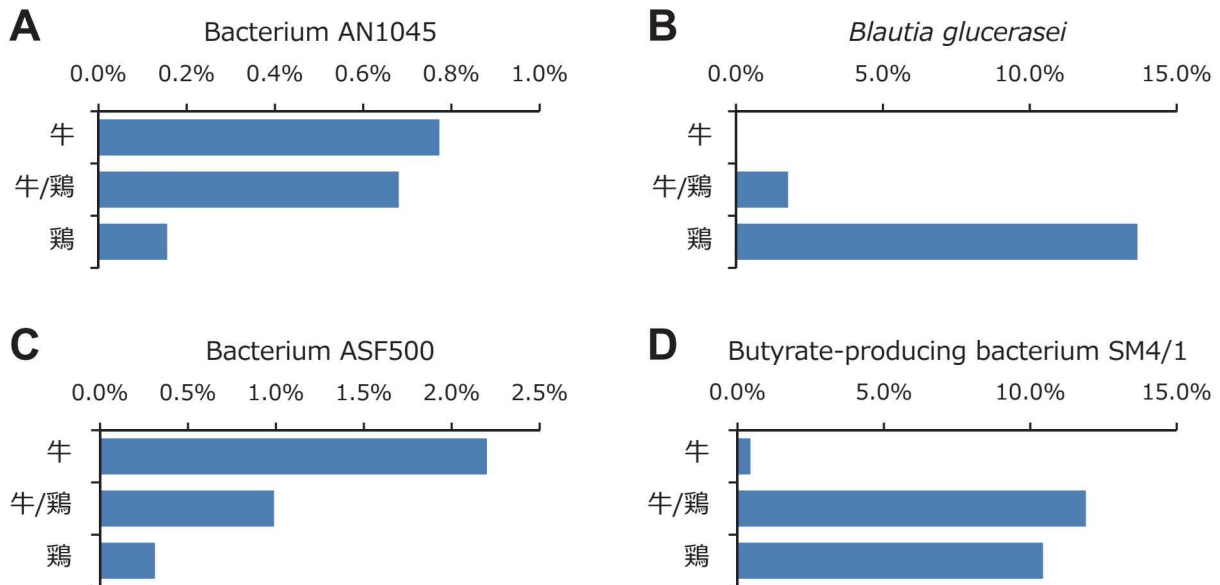 A Bacterium AN1045
0.0% 0.2% 0.4% 0.6% 0.8% 1.0%
牛
牛/鶏
鶏
B Blautia glucerasei
0.0% 5.0% 10.0% 15.0%
牛
牛/鶏
鶏
C Bacterium ASF500
0.0% 0.5% 1.0% 1.5% 2.0% 2.5%
牛
牛/鶏
鶏
D Butyrate-producing bacterium SM4/1
0.0% 5.0% 10.0% 15.0%
牛
牛/鶏
鶏